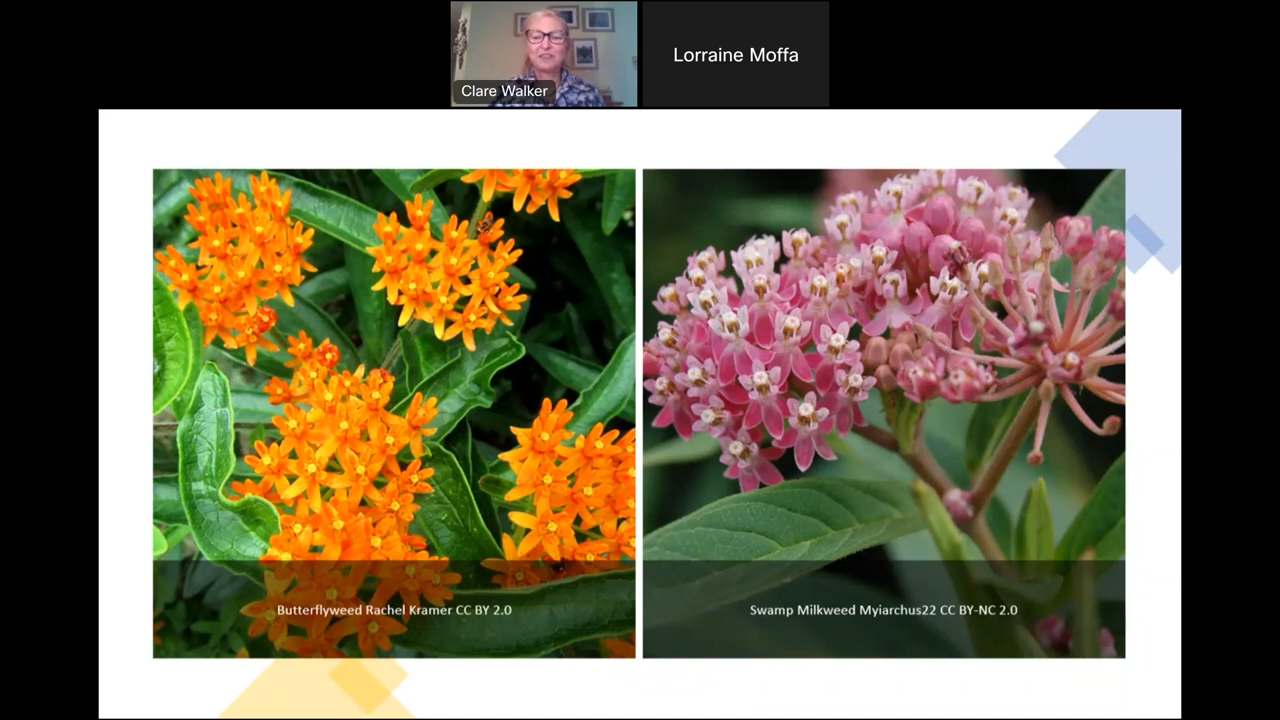 Clare Walker
Lorraine Moffa
Butterflyweed Rachel Kramer CC BY 2.0
Swamp Milkweed Myiarchus22 CC BY-NC 2.0